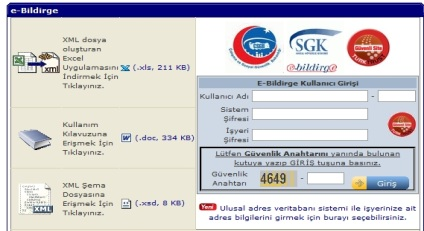 e-Bildirge
XML dosya
oluşturan
Excel
Uygulamasını (.xls, 211 KB)
İndirmek İçin
Tıklayınız.
Kullanım
Kılavuzuna
Erişmek İçin (.doc, 334 KB)
Tıklayınız.
XML Şema
Dosyasına
Erişmek İçin (.xsd, 8 KB)
Tıklayınız.
XML
SGK
e-bildirge
E-Bildirge Kullanıcı Girişi
Kullanıcı Adı -
Sistem
Şifresi
İşyeri
Şifresi
Lütfen Güvenlik Anahtarını yanında bulunan
kutuya yazıp GİRİŞ tuşuna basınız.
Güvenlik
Anahtarı 4649 - Giriş
Yeni Ulusal adres veritabanı sistemi ile işyerinize ait
adres bilgilerini girmek için burayı seçebilirsiniz.